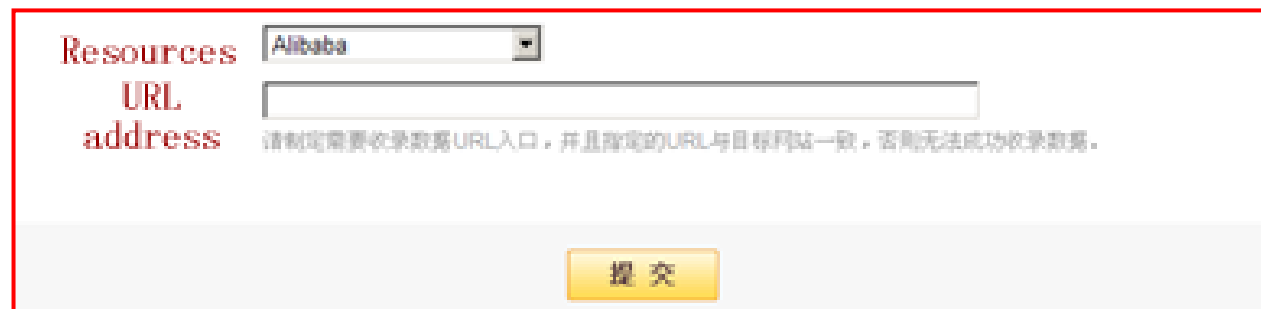 Resources
Alibaba
URL
address
请制定需要收录数据URL入口，并且指定的URL与目标网站一致，否则无法成功收录数据。
提 交